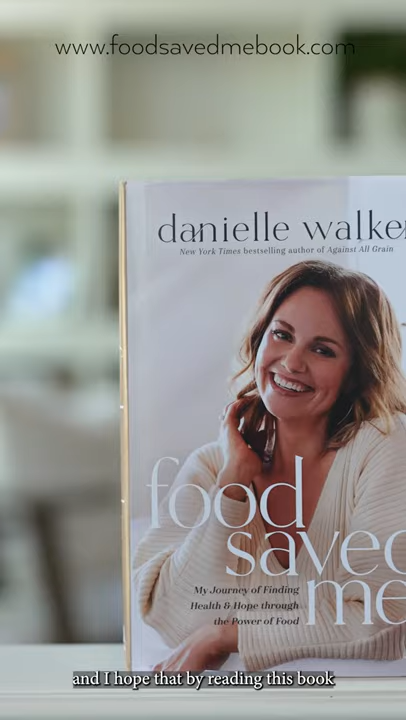 www.foodsavedmebook.com
danielle walker
New York Times bestselling author of Against All Grain
food
saved
me
My Journey of Finding
Health & Hope through
the Power of Food
and I hope that by reading this book